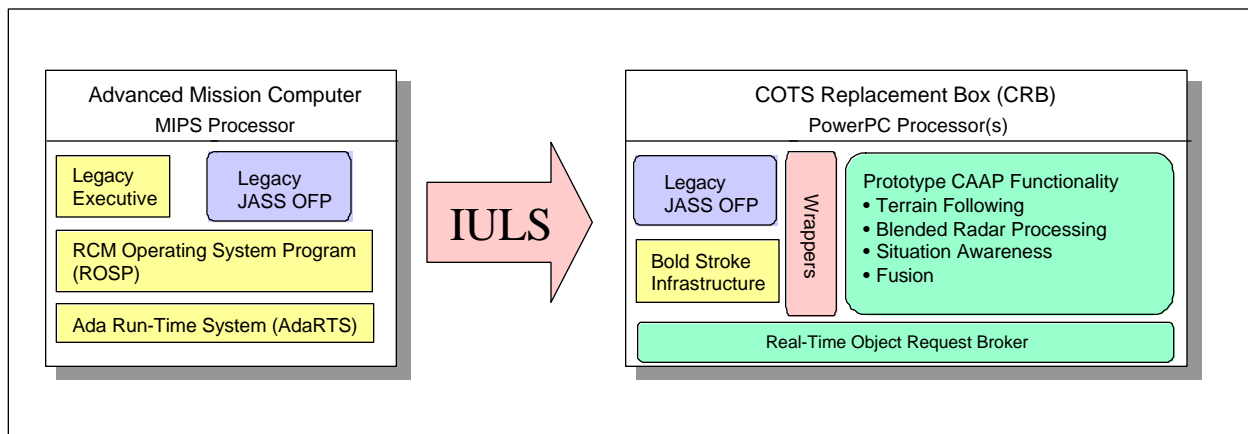 Advanced Mission Computer
MIPS Processor
Legacy
Executive
Legacy
JASS OFP
RCM Operating System Program
(ROSP)
Ada Run-Time System (AdaRTS)
IULS
COTS Replacement Box (CRB)
PowerPC Processor(s)
Legacy
JASS OFP
Bold Stroke
Infrastructure
Wrappers
Prototype CAAP Functionality
• Terrain Following
• Blended Radar Processing
• Situation Awareness
• Fusion
Real-Time Object Request Broker